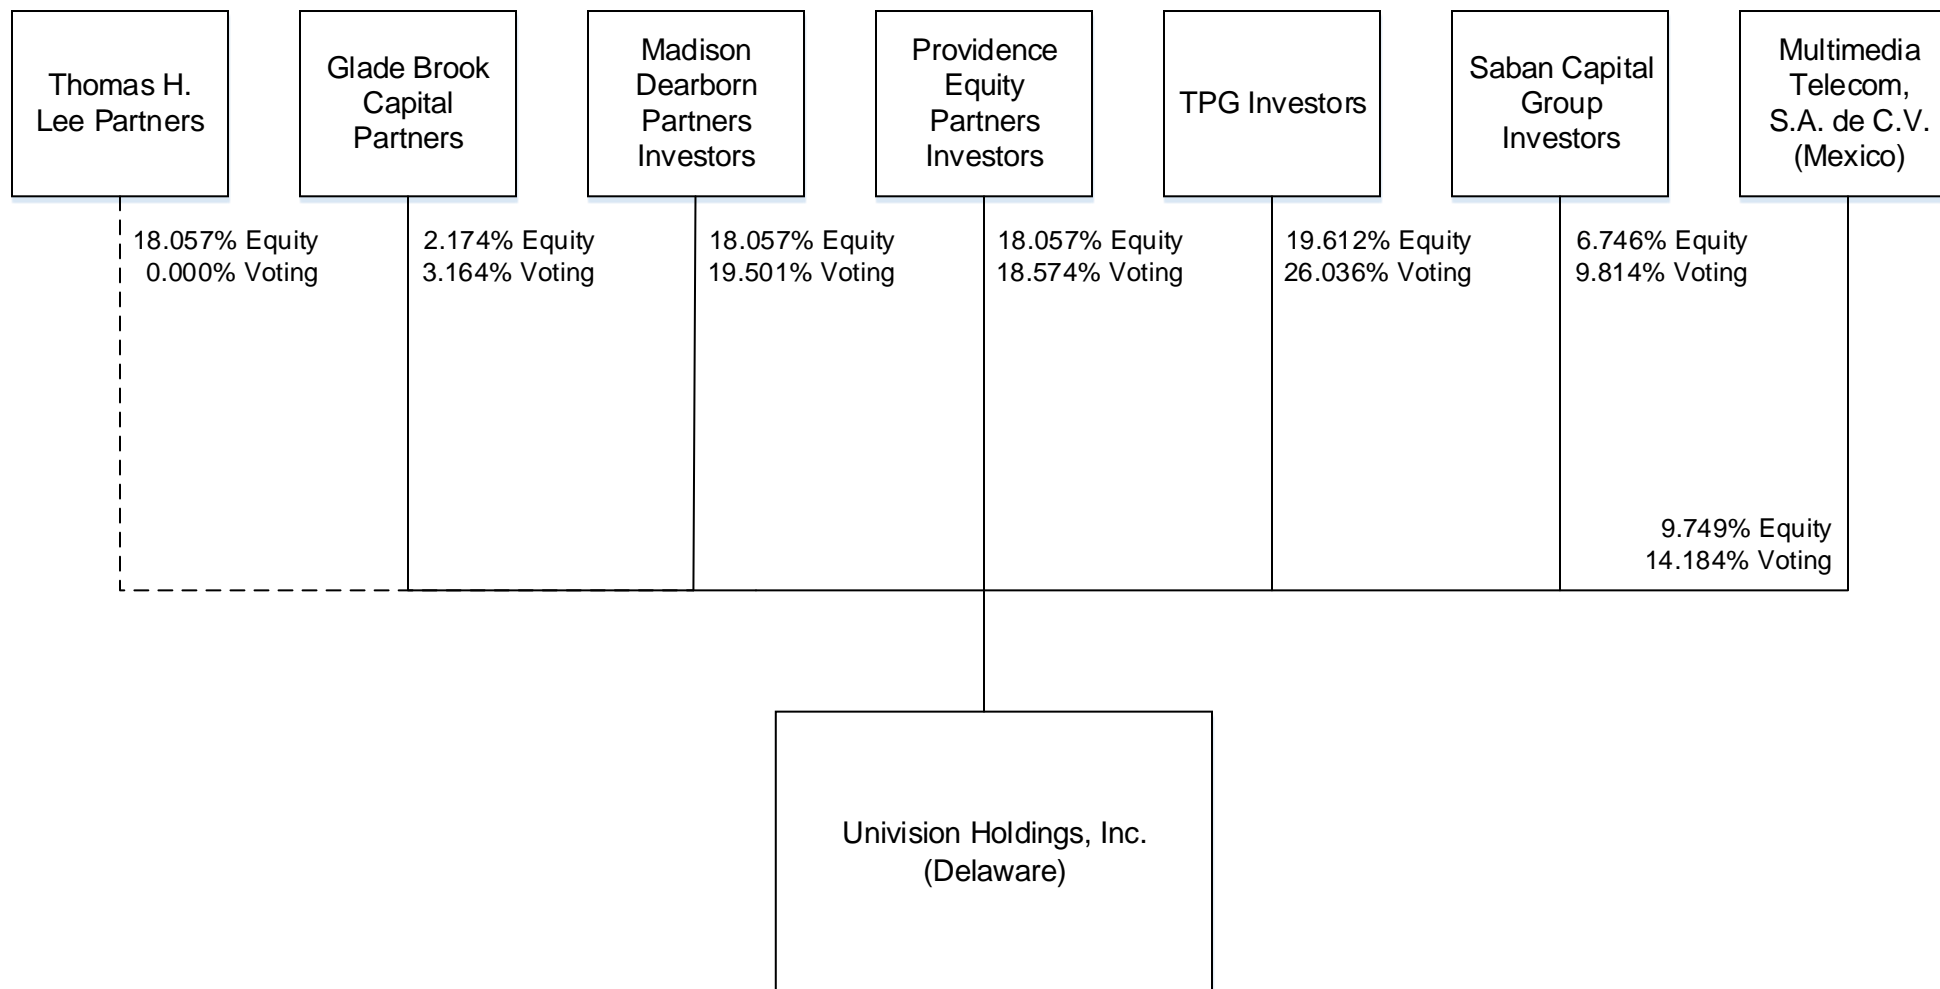 Thomas H.
Lee Partners
Glade Brook
Capital
Partners
Madison
Dearborn
Partners
Investors
Providence
Equity
Partners
Investors
TPG Investors
Saban Capital
Group
Investors
Multimedia
Telecom,
S.A. de C.V.
(Mexico)
18.057% Equity
0.000% Voting
2.174% Equity
3.164% Voting
18.057% Equity
19.501% Voting
18.057% Equity
18.574% Voting
19.612% Equity
26.036% Voting
6.746% Equity
9.814% Voting
9.749% Equity
14.184% Voting
Univision Holdings, Inc.
(Delaware)